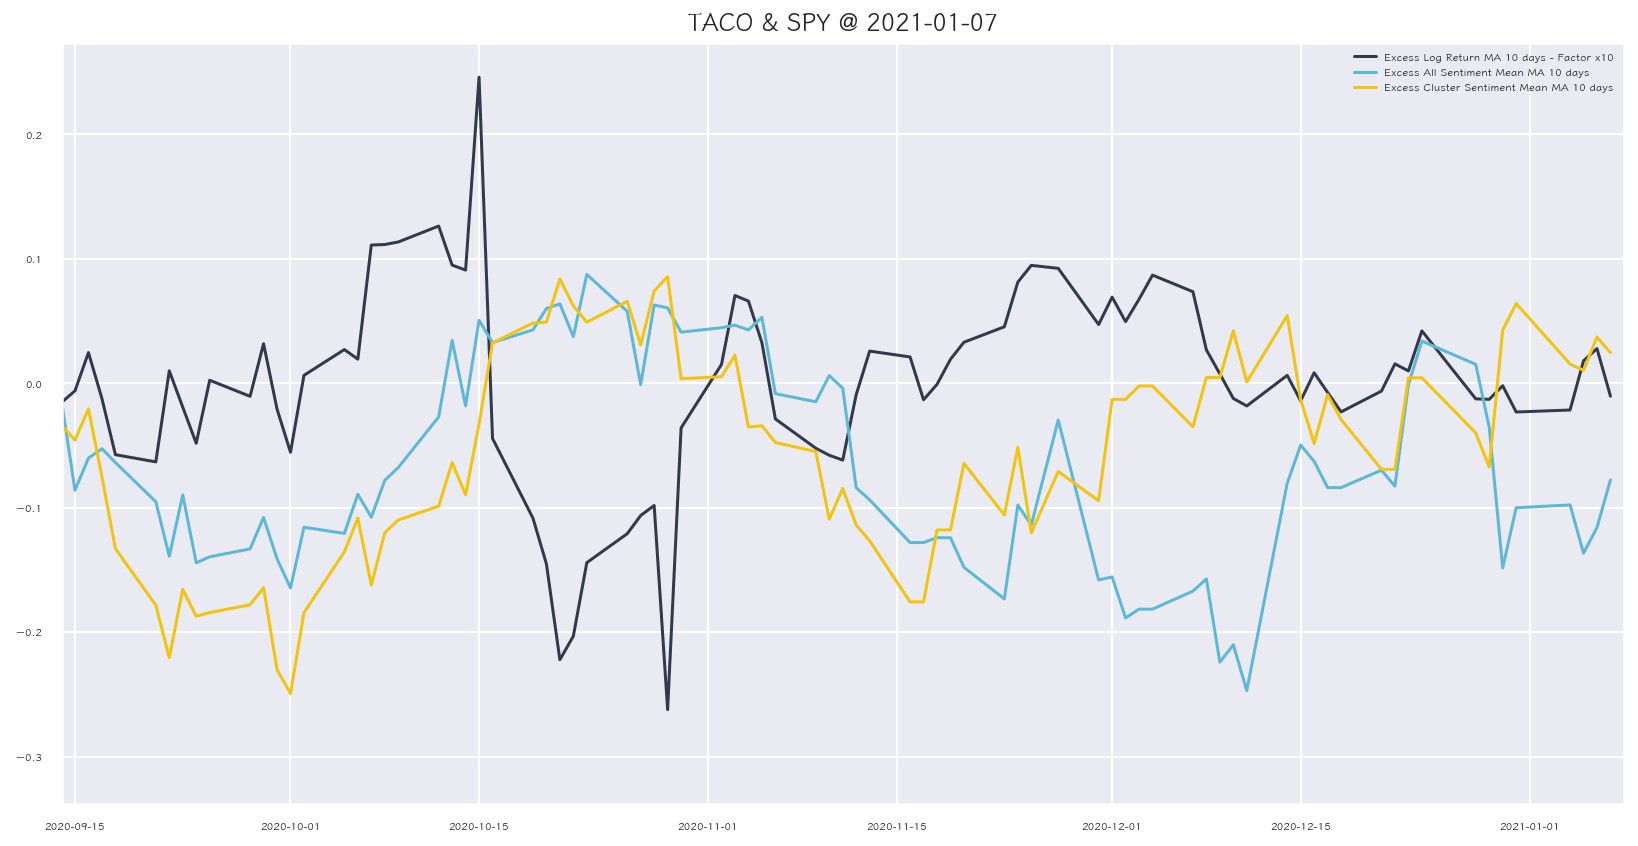 TACO & SPY @ 2021-01-07
Excess Log Return MA 10 days - Factor x10
Excess All Sentiment Mean MA 10 days
Excess Cluster Sentiment Mean MA 10 days
0.2
0.1
0.0
−0.1
−0.2
−0.3
2020-09-15 2020-10-01 2020-10-15 2020-11-01 2020-11-15 2020-12-01 2020-12-15 2021-01-01